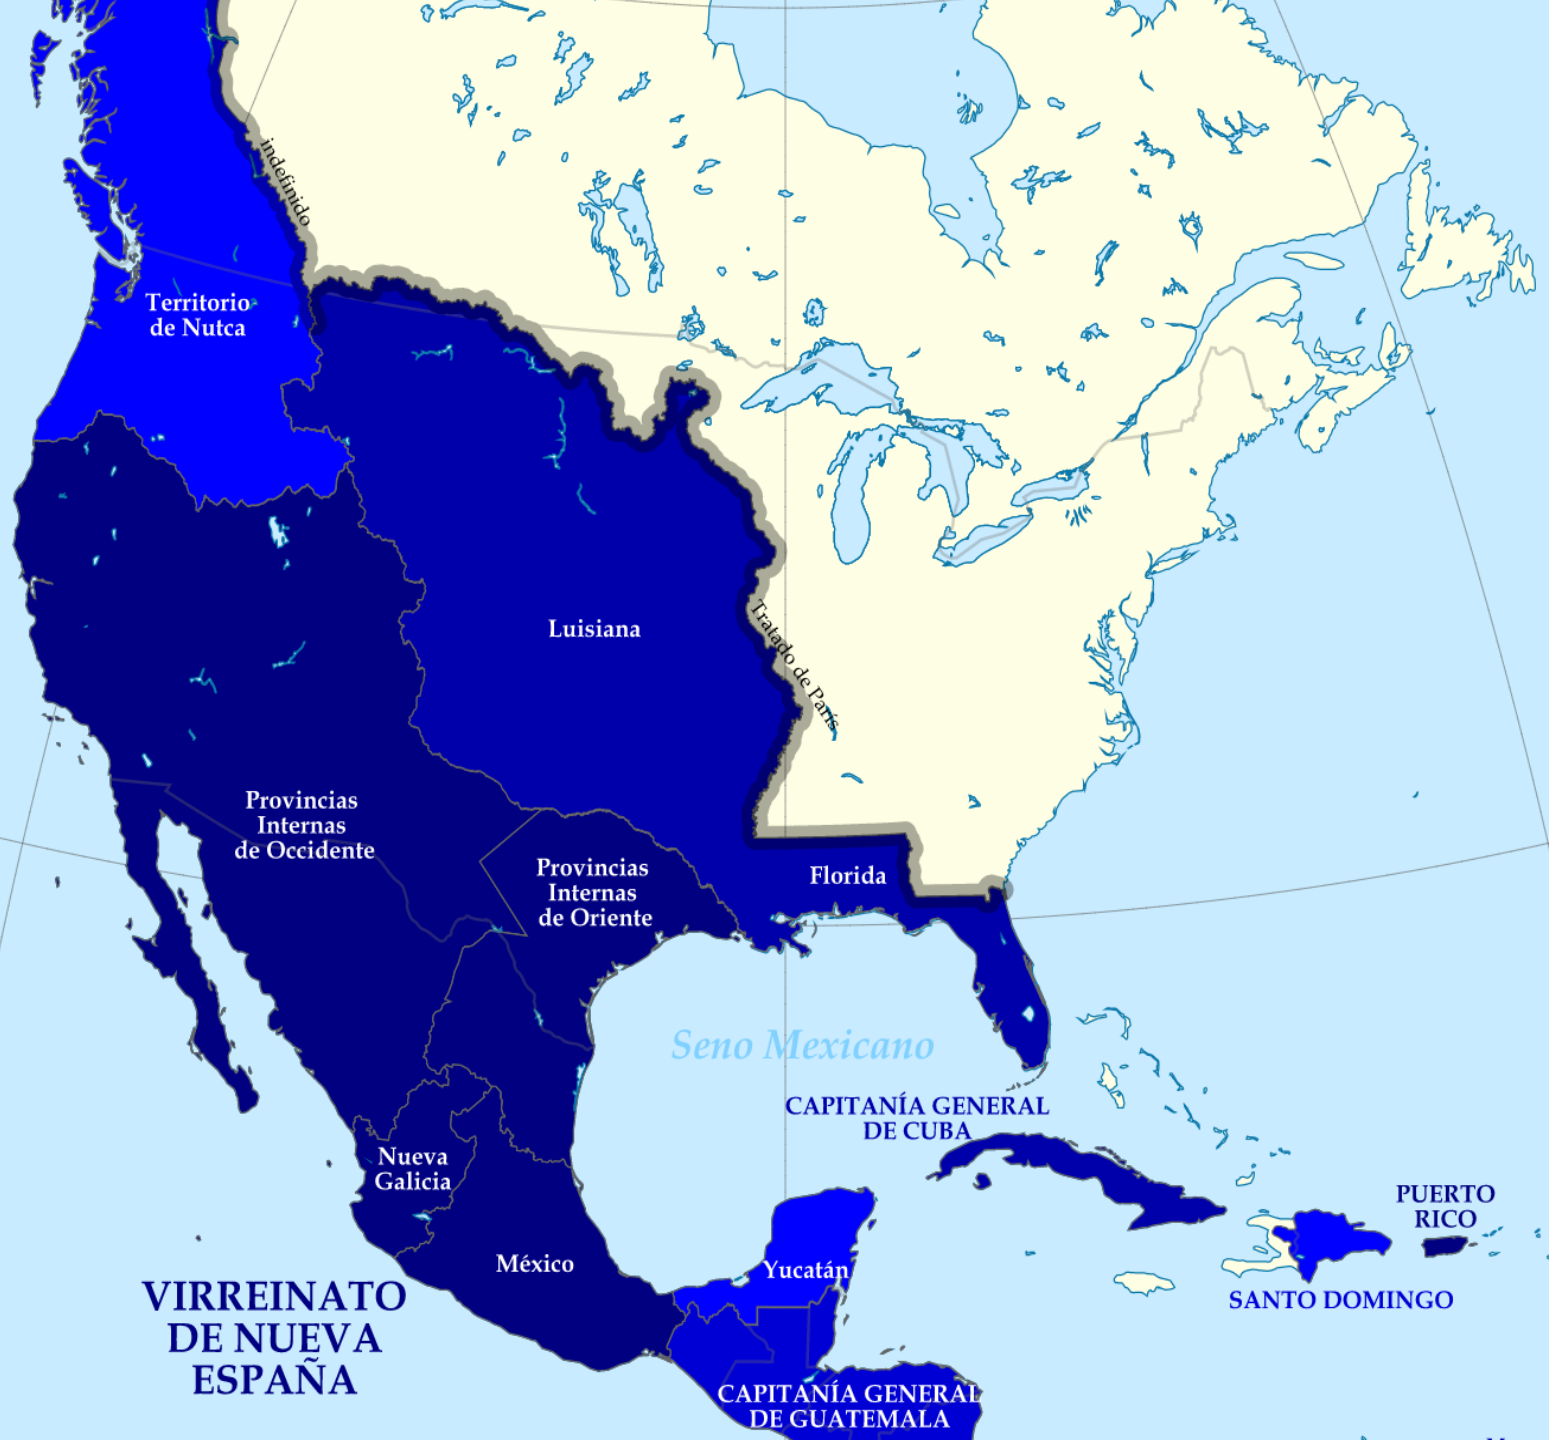 indefinido
Territorio
de Nutca
Luisiana
Tratado de París
Provincias
Internas
de Occidente
Provincias
Internas
de Oriente
Florida
Seno Mexicano
CAPITANÍA GENERAL
DE CUBA
Nueva
Galicia
PUERTO
RICO
México
Yucatán
SANTO DOMINGO
VIRREINATO
DE NUEVA
ESPAÑA
CAPITANÍA GENERAL
DE GUATEMALA